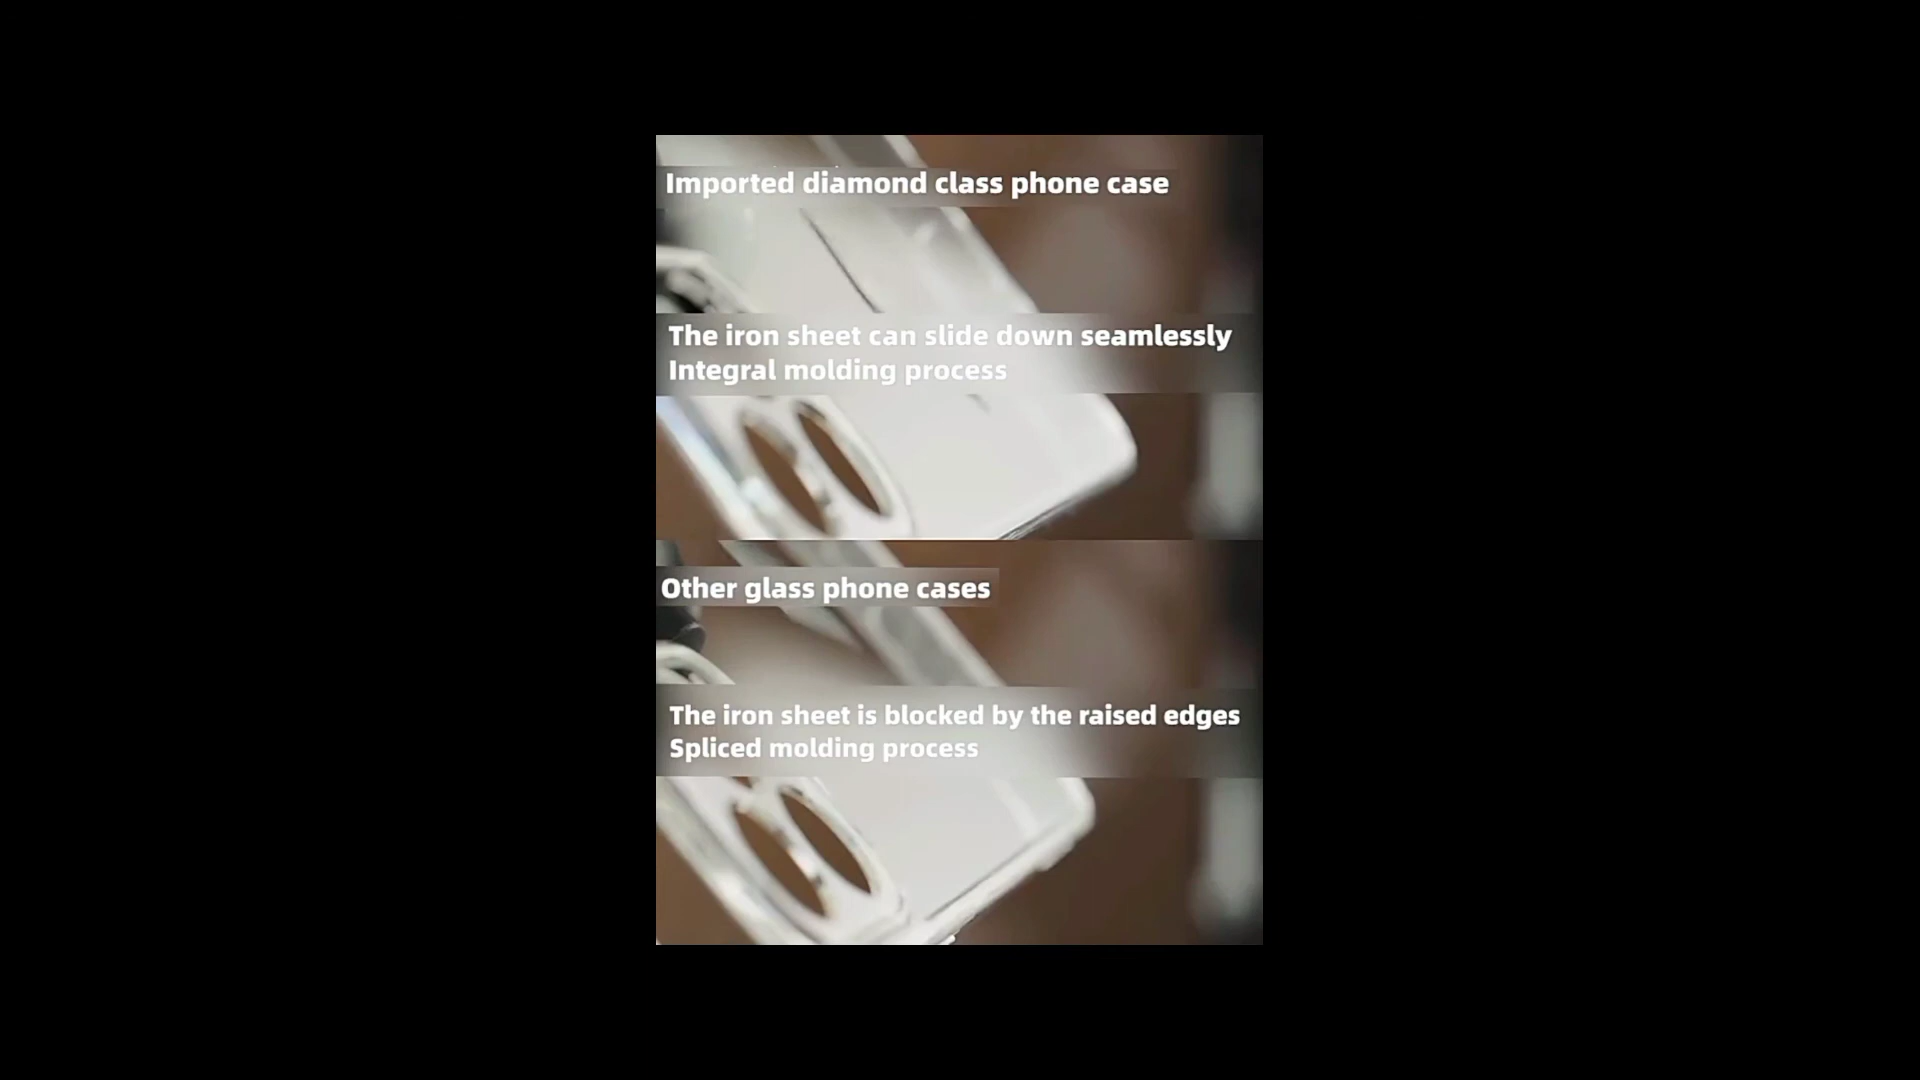 Imported diamond class phone case
The iron sheet can slide down seamlessly
Integral molding process
Other glass phone cases
The iron sheet is blocked by the raised edges
Spliced molding process